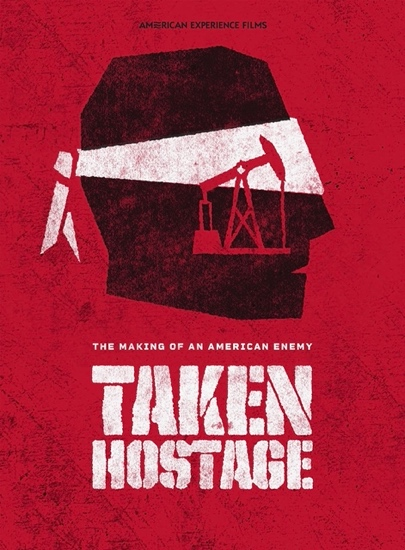 AMERICAN EXPERIENCE FILMS
THE MAKING OF AN AMERICAN ENEMY
TAKEN
HOSTAGE